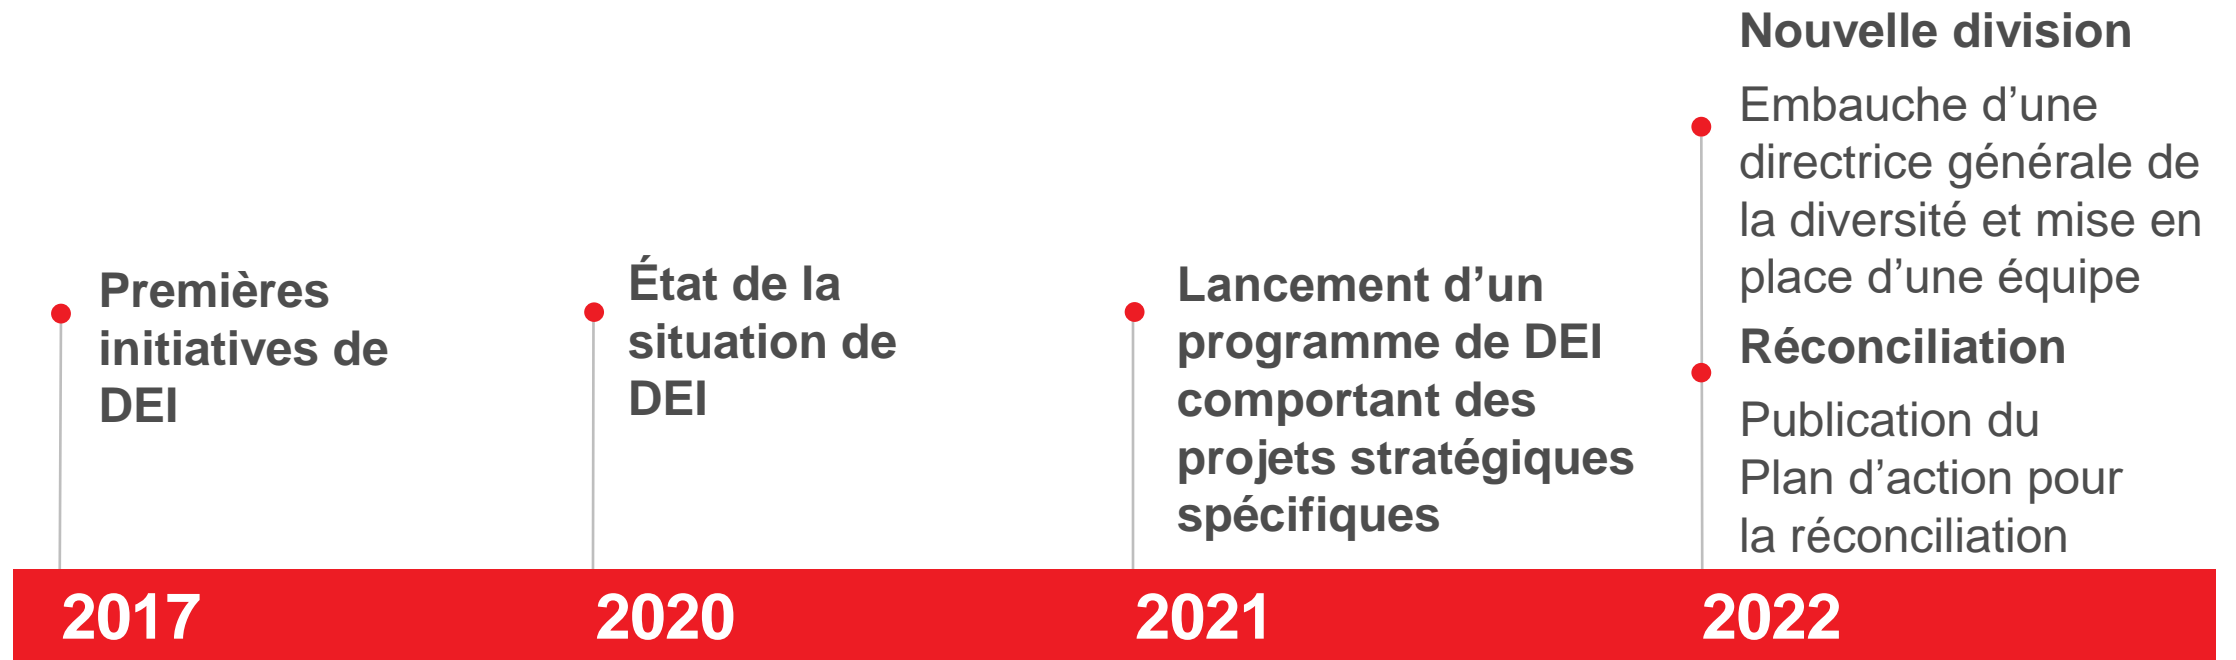 Premières
initiatives de
DEI
État de la
situation de
DEI
Lancement d’un
programme de DEI
comportant des
projets stratégiques
spécifiques
Nouvelle division
Embauche d’une
directrice générale de
la diversité et mise en
place d’une équipe
Réconciliation
Publication du
Plan d’action pour
la réconciliation
2017
2020
2021
2022